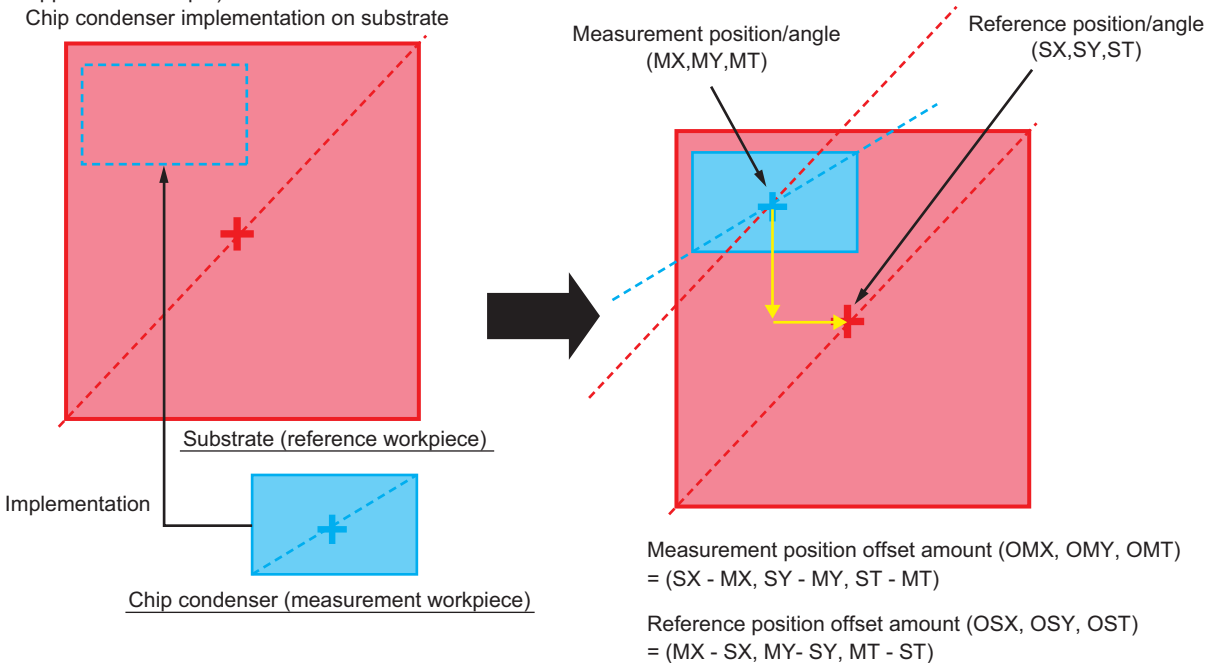 Chip condenser implementation on substrate
Measurement position/angle
(MX,MY,MT)
Reference position/angle
(SX,SY,ST)
Substrate (reference workpiece)
Implementation
Chip condenser (measurement workpiece)
Measurement position offset amount (OMX, OMY, OMT)
= (SX - MX, SY - MY, ST - MT)
Reference position offset amount (OSX, OSY, OST)
= (MX - SX, MY- SY, MT - ST)